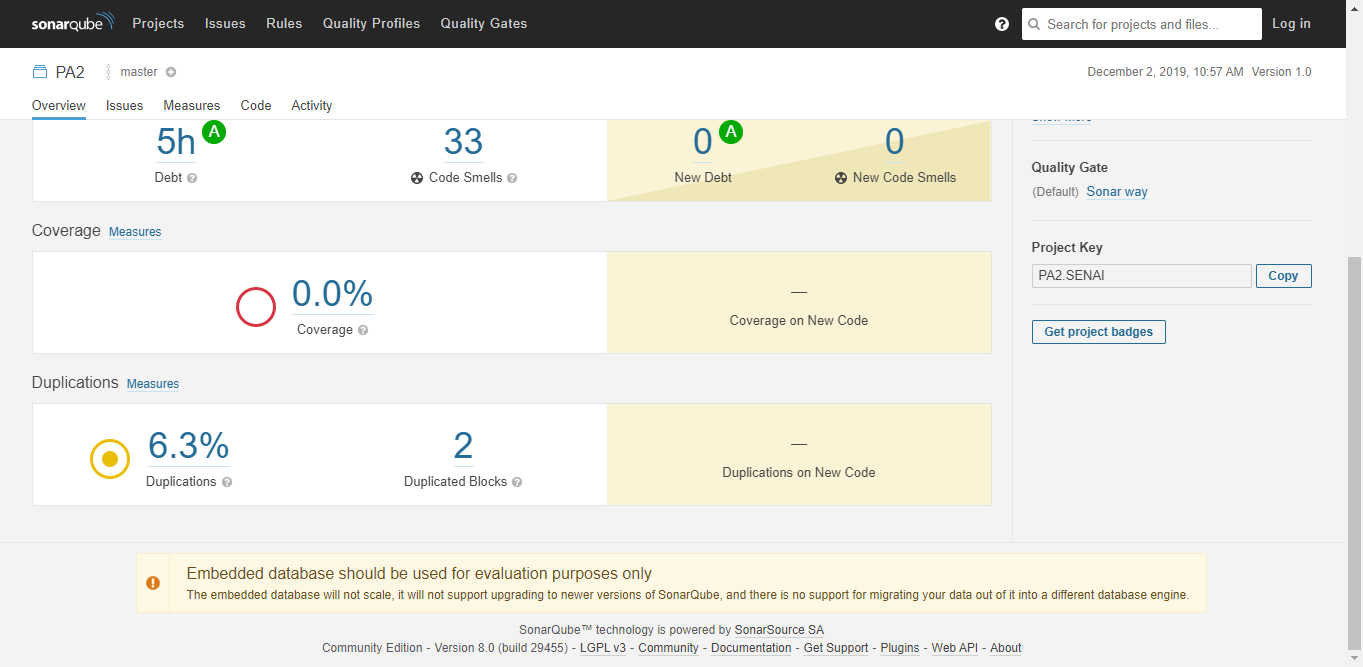 sonarqube Projects Issues Rules Quality Profiles Quality Gates ? Search for projects and files... Log in
PA2 master December 2, 2019, 10:57 AM Version 1.0
Overview Issues Measures Code Activity
Show More
5h A 33 0 A 0
Debt ? Code Smells ? New Debt New Code Smells
Quality Gate
(Default) Sonar way
Coverage Measures
Project Key
PA2.SENAI Copy
0.0% —
Coverage ? Coverage on New Code
Get project badges
Duplications Measures
6.3% 2 —
Duplications ? Duplicated Blocks ? Duplications on New Code
Embedded database should be used for evaluation purposes only
The embedded database will not scale, it will not support upgrading to newer versions of SonarQube, and there is no support for migrating your data out of it into a different database engine.
SonarQube™ technology is powered by SonarSource SA
Community Edition - Version 8.0 (build 29455) - LGPL v3 - Community - Documentation - Get Support - Plugins - Web API - About